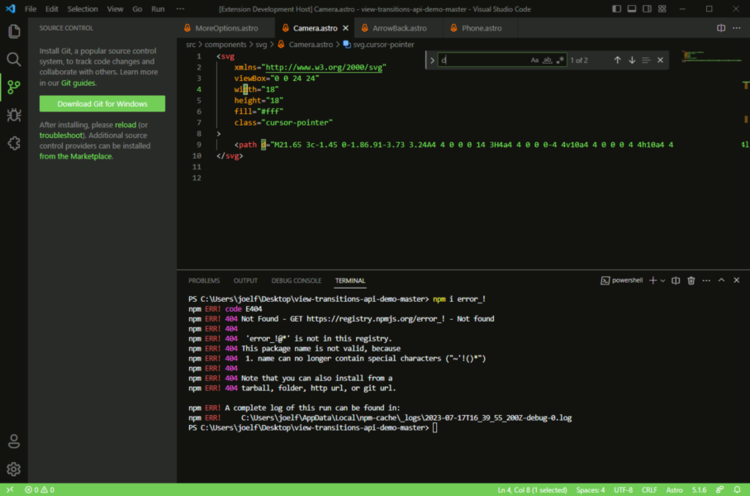 File Edit Selection View Go Run ··· [Extension Development Host] Camera.astro - view-transitions-api-demo-master - Visual Studio Code
SOURCE CONTROL
Install Git, a popular source control
system, to track code changes and
collaborate with others. Learn more
in our Git guides.
Download Git for Windows
After installing, please reload (or
troubleshoot). Additional source
control providers can be installed
from the Marketplace.
MoreOptions.astro Camera.astro ArrowBack.astro Phone.astro
src > components > svg > Camera.astro > svg.cursor-pointer
d Aa ab .* 1 of 2
1 <svg
2 xmlns="http://www.w3.org/2000/svg"
3 viewBox="0 0 24 24"
4 width="18"
5 height="18"
6 fill="#fff"
7 class="cursor-pointer"
8 >
9 <path d="M21.65 3c-1.45 0-1.86.91-3.73 3.24A4 4 0 0 0 14 3H4a4 4 0 0 0-4 4v10a4 4 0 0 0 4 4h10a4 4
10 </svg>
11
12
PROBLEMS OUTPUT DEBUG CONSOLE TERMINAL powershell
PS C:\Users\joelf\Desktop\view-transitions-api-demo-master> npm i error_!
npm ERR! code E404
npm ERR! 404 Not Found - GET https://registry.npmjs.org/error_! - Not found
npm ERR! 404
npm ERR! 404 'error_!@*' is not in this registry.
npm ERR! 404 This package name is not valid, because
npm ERR! 404 1. name can no longer contain special characters ("~'!()*")
npm ERR! 404
npm ERR! 404 Note that you can also install from a
npm ERR! 404 tarball, folder, http url, or git url.
npm ERR! A complete log of this run can be found in:
npm ERR! C:\Users\joelf\AppData\Local\npm-cache\_logs\2023-07-17T16_39_55_200Z-debug-0.log
PS C:\Users\joelf\Desktop\view-transitions-api-demo-master>
0 0 Ln 4, Col 8 (1 selected) Spaces: 4 UTF-8 CRLF Astro 5.1.6